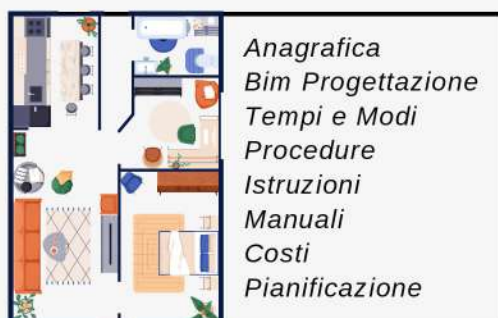 Anagrafica
Bim Progettazione
Tempi e Modi
Procedure
Istruzioni
Manuali
Costi
Pianificazione